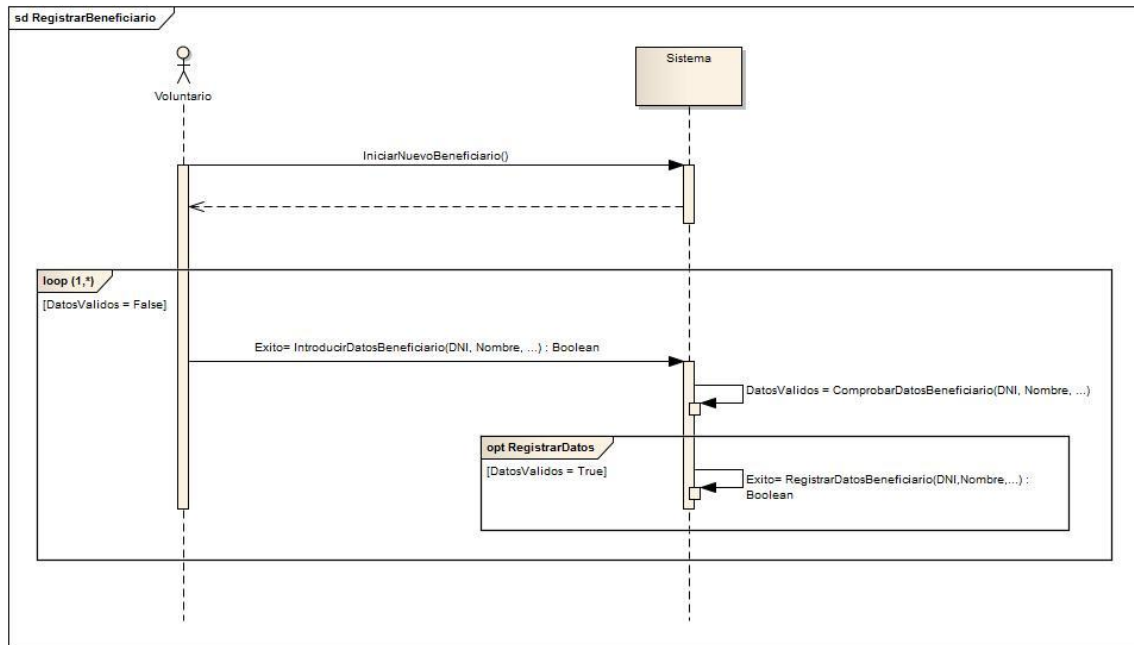 sd RegistrarBeneficiario
Voluntario
Sistema
IniciarNuevoBeneficiario()
loop (1,*)
[DatosValidos = False]
Exito= IntroducirDatosBeneficiario(DNI, Nombre, ...) : Boolean
DatosValidos = ComprobarDatosBeneficiario(DNI, Nombre, ...)
opt RegistrarDatos
[DatosValidos = True]
Exito= RegistrarDatosBeneficiario(DNI,Nombre,...) :
Boolean